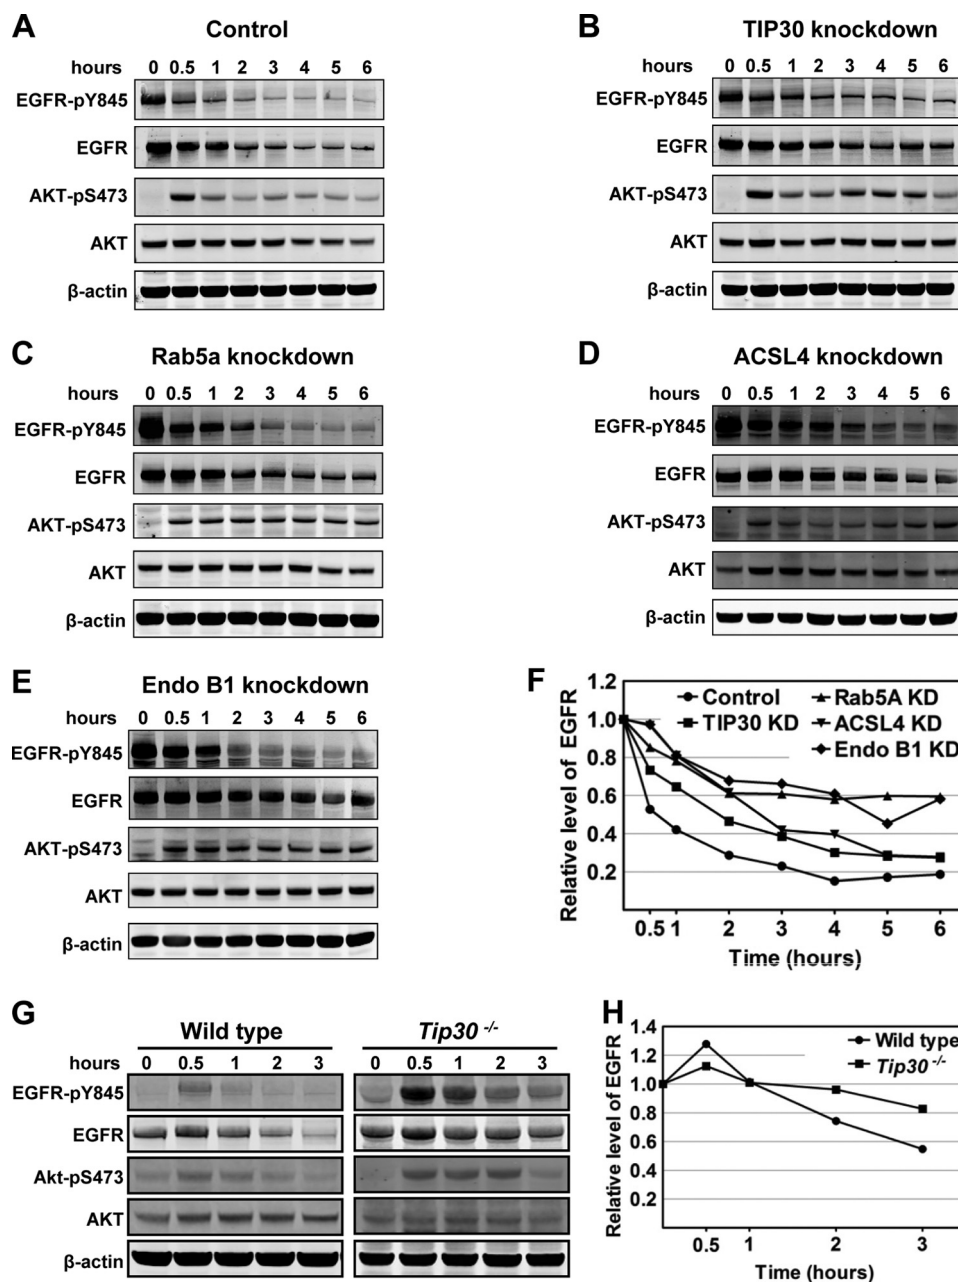 A
Control
hours 0 0.5 1 2 3 4 5 6
EGFR-pY845
EGFR
AKT-pS473
AKT
β-actin
B
TIP30 knockdown
hours 0 0.5 1 2 3 4 5 6
EGFR-pY845
EGFR
AKT-pS473
AKT
β-actin
C
Rab5a knockdown
hours 0 0.5 1 2 3 4 5 6
EGFR-pY845
EGFR
AKT-pS473
AKT
β-actin
D
ACSL4 knockdown
hours 0 0.5 1 2 3 4 5 6
EGFR-pY845
EGFR
AKT-pS473
AKT
β-actin
E
Endo B1 knockdown
hours 0 0.5 1 2 3 4 5 6
EGFR-pY845
EGFR
AKT-pS473
AKT
β-actin
F
Relative level of EGFR
1.2
1.0
0.8
0.6
0.4
0.2
Control
TIP30 KD
Rab5A KD
ACSL4 KD
Endo B1 KD
0.5 1 2 3 4 5 6
Time (hours)
G
Wild type
Tip30 -/-
hours 0 0.5 1 2 3 0 0.5 1 2 3
EGFR-pY845
EGFR
Akt-pS473
AKT
β-actin
H
Relative level of EGFR
1.4
1.2
1.0
0.8
0.6
0.4
0.2
Wild type
Tip30 -/-
0.5 1 2 3
Time (hours)